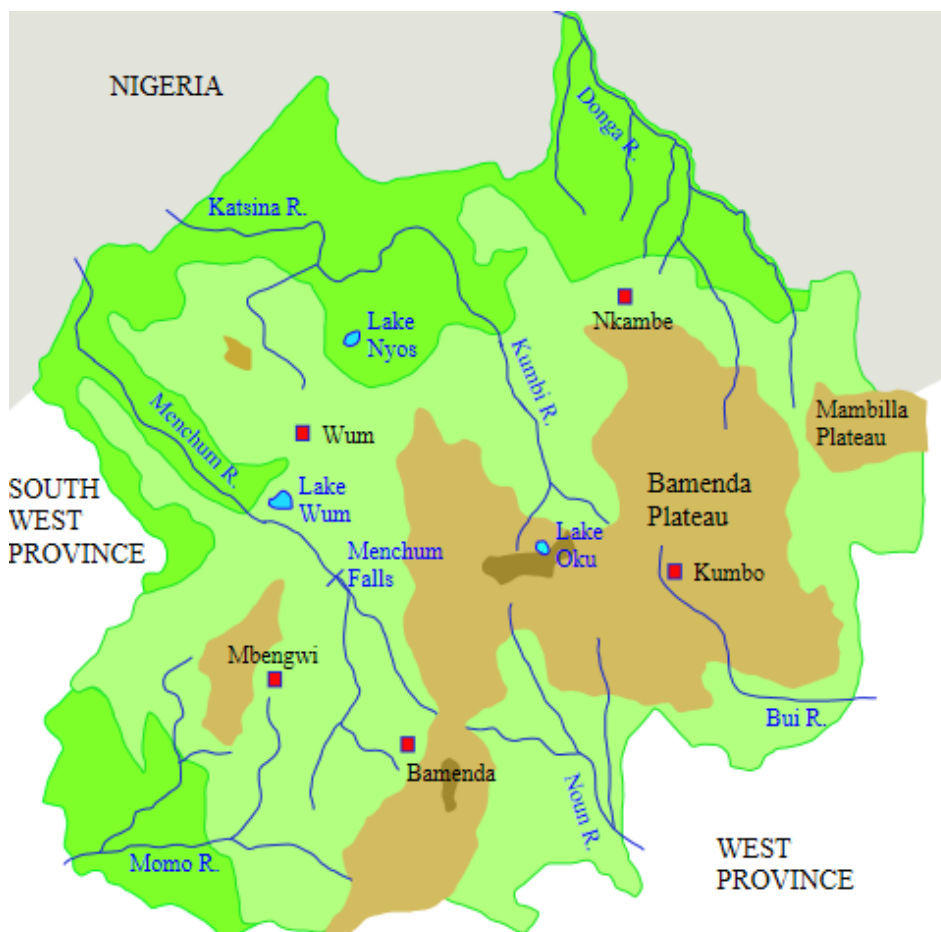 NIGERIA
Donga R.
Katsina R.
Lake
Nyos
Nkambe
Kumbi R.
Mambilla
Plateau
Menchum R.
Wum
SOUTH
WEST
PROVINCE
Lake
Wum
Bamenda
Plateau
Menchum
Falls
Lake
Oku
Kumbo
Mbengwi
Bui R.
Bamenda
Noun R.
Momo R.
WEST
PROVINCE